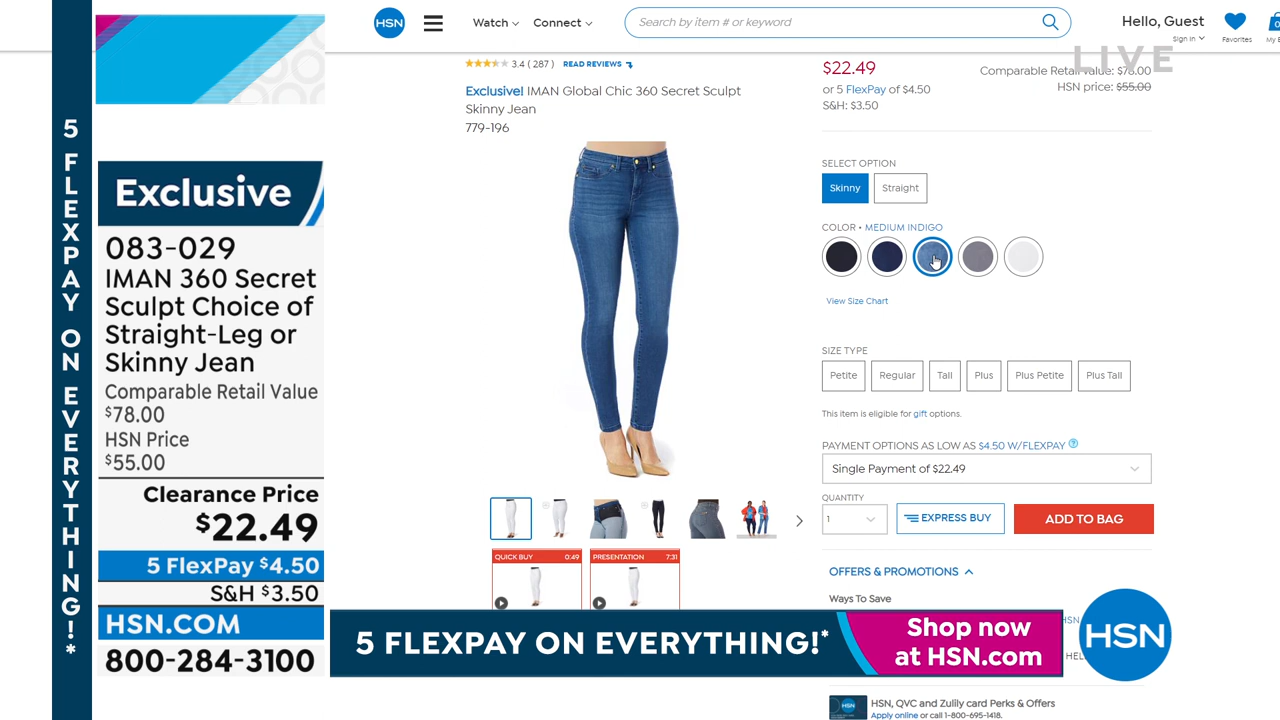 5 FLEXPAY ON EVERYTHING!*
Exclusive
083-029
IMAN 360 Secret
Sculpt Choice of
Straight-Leg or
Skinny Jean
Comparable Retail Value
$78.00
HSN Price
$55.00
Clearance Price
$22.49
5 FlexPay $4.50
S&H $3.50
HSN.COM
800-284-3100
HSN
Watch
Connect
Search by item # or keyword
Hello, Guest
Sign In
Favorites
My
LIVE
3.4 ( 287 )
READ REVIEWS
Exclusive! IMAN Global Chic 360 Secret Sculpt
Skinny Jean
779-196
$22.49
or 5 FlexPay of $4.50
S&H: $3.50
Comparable Retail Value: $78.00
HSN price: $55.00
SELECT OPTION
Skinny
Straight
COLOR • MEDIUM INDIGO
View Size Chart
SIZE TYPE
Petite
Regular
Tall
Plus
Plus Petite
Plus Tall
This item is eligible for gift options.
PAYMENT OPTIONS AS LOW AS $4.50 W/FLEXPAY
Single Payment of $22.49
QUANTITY
1
EXPRESS BUY
ADD TO BAG
QUICK BUY 0:49
PRESENTATION 7:31
OFFERS & PROMOTIONS
Ways To Save
5 FLEXPAY ON EVERYTHING!*
Shop now
at HSN.com
HSN
HSN
HSN, QVC and Zulily card Perks & Offers
Apply online or call 1-800-695-1418.